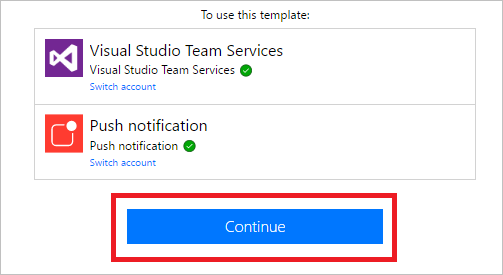 To use this template:
Visual Studio Team Services
Visual Studio Team Services
Switch account
Push notification
Push notification
Switch account
Continue